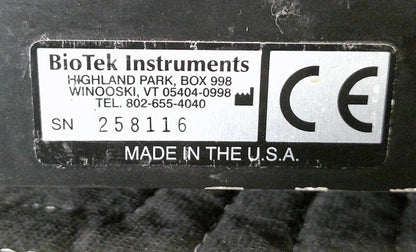 BioTek Instruments
HIGHLAND PARK, BOX 998
WINOOSKI, VT 05404-0998
TEL. 802-655-4040
SN 258116
CE
MADE IN THE U.S.A.